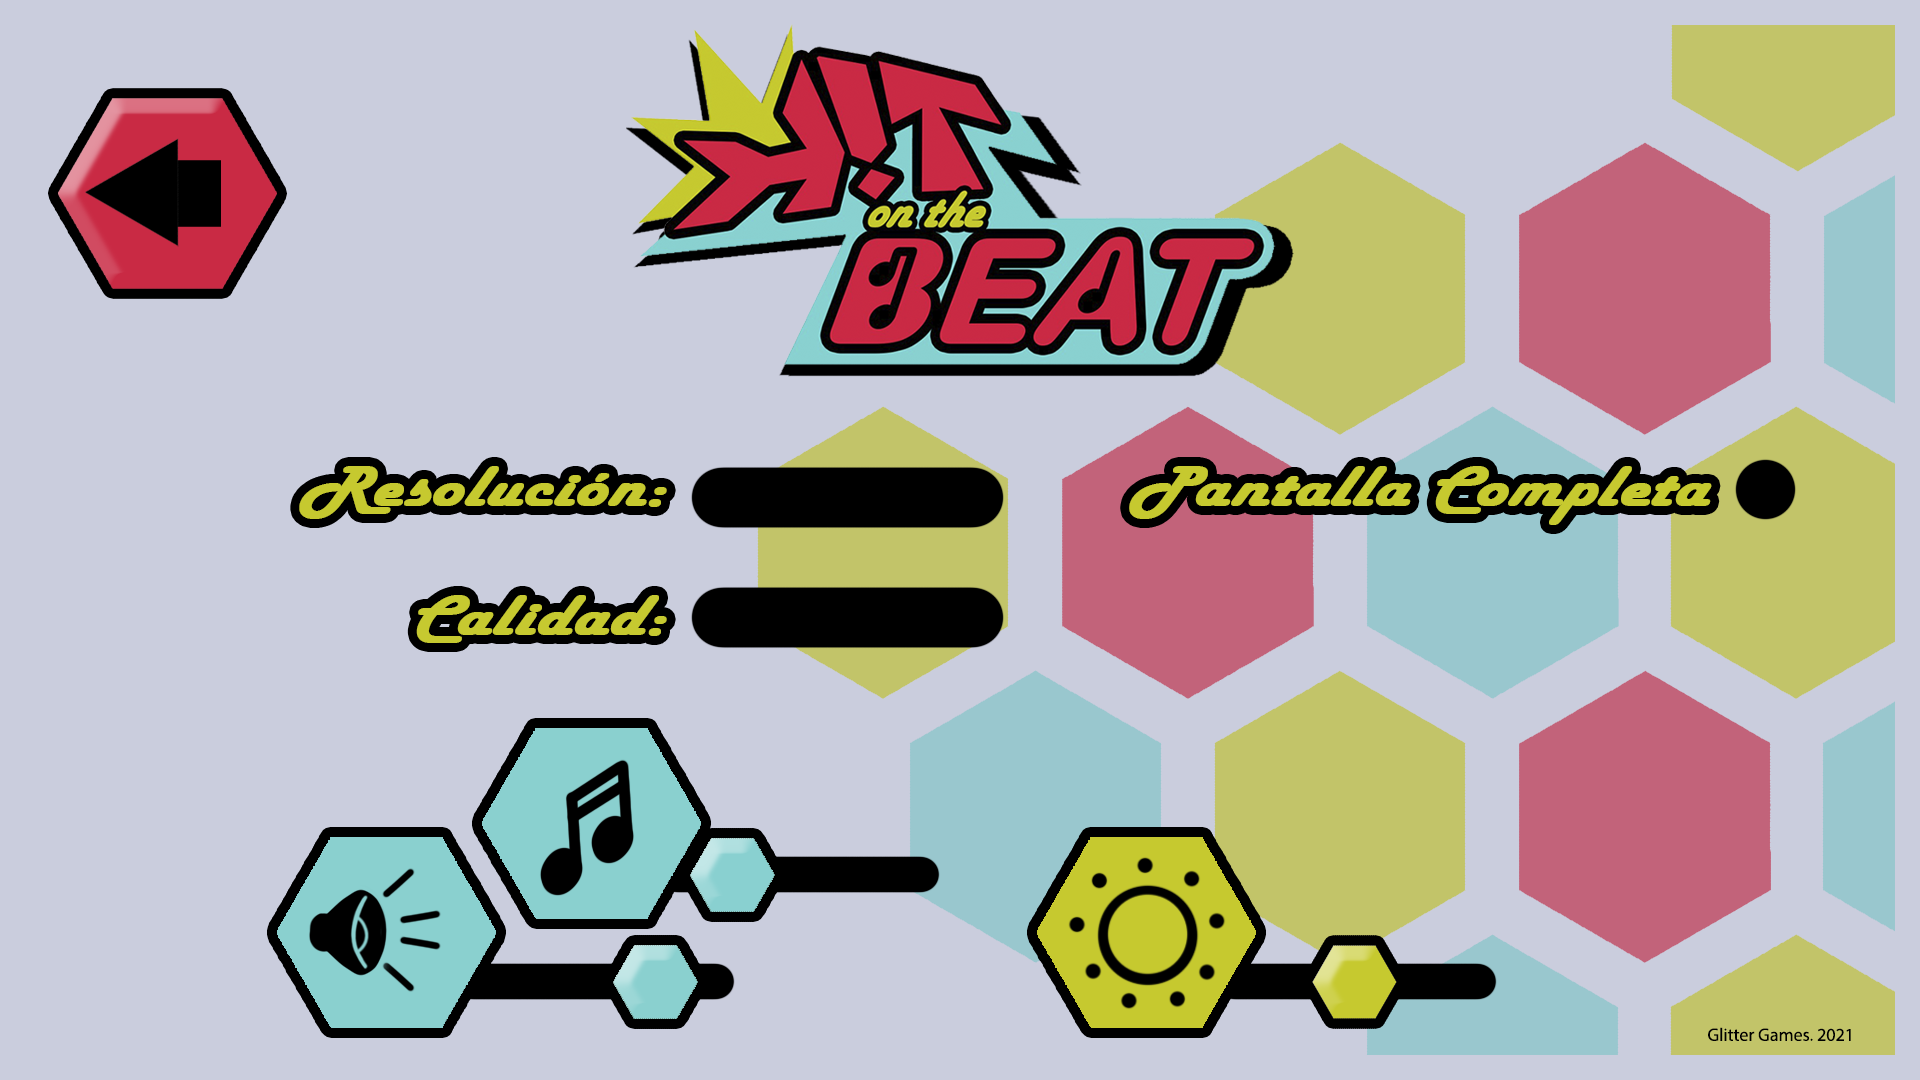 K!T
on the
BEAT
Resolución:
Pantalla Completa
Calidad:
Glitter Games. 2021